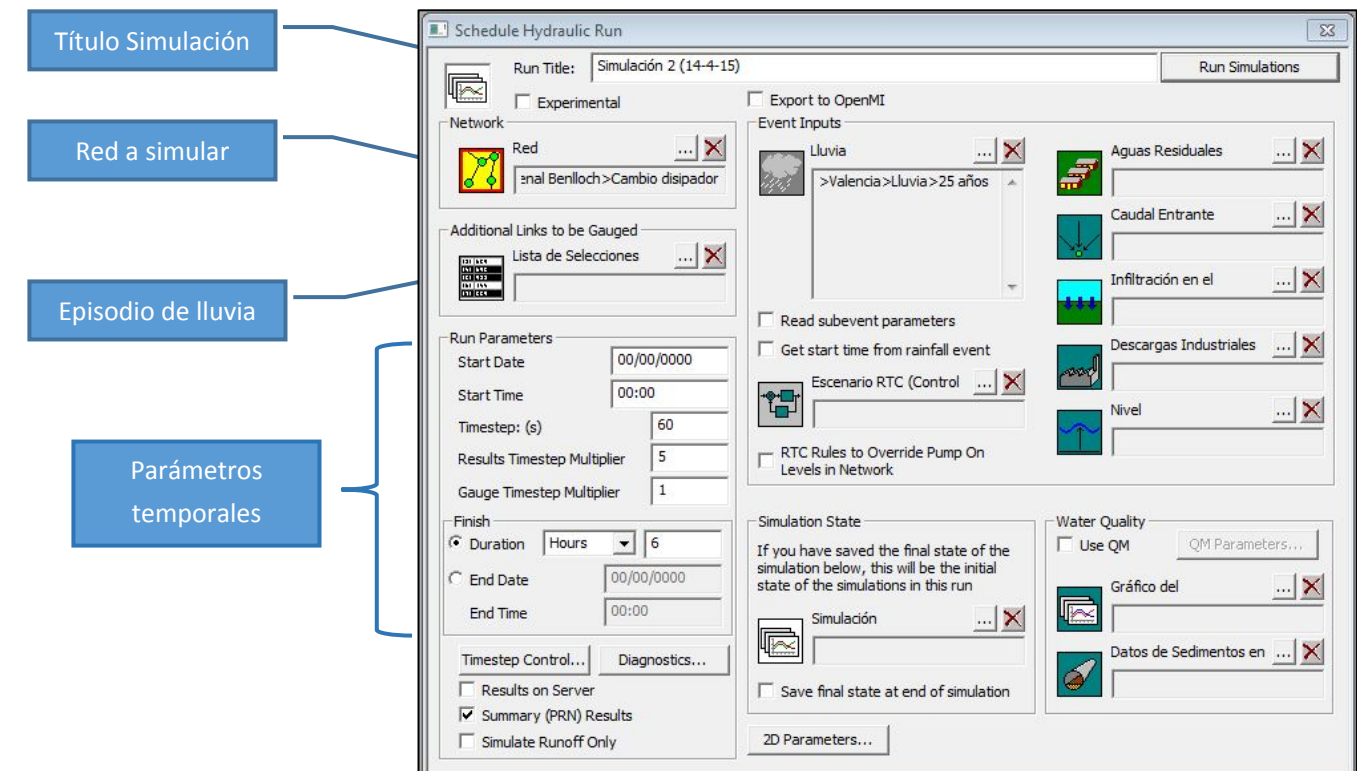 Título Simulación
Red a simular
Episodio de lluvia
Parámetros
temporales
Schedule Hydraulic Run
Run Title: Simulación 2 (14-4-15) Run Simulations
Experimental
Export to OpenMI
Network
Red ...
enal Benlloch>Cambio disipador
Additional Links to be Gauged
Lista de Selecciones ...
Run Parameters
Start Date 00/00/0000
Start Time 00:00
Timestep: (s) 60
Results Timestep Multiplier 5
Gauge Timestep Multiplier 1
Finish
Duration Hours 6
End Date 00/00/0000
End Time 00:00
Timestep Control... Diagnostics...
Results on Server
Summary (PRN) Results
Simulate Runoff Only
Event Inputs
Lluvia ...
>Valencia>Lluvia>25 años
Read subevent parameters
Get start time from rainfall event
Escenario RTC (Control ...
RTC Rules to Override Pump On
Levels in Network
Aguas Residuales ...
Caudal Entrante ...
Infiltración en el ...
Descargas Industriales ...
Nivel ...
Simulation State
If you have saved the final state of the
simulation below, this will be the initial
state of the simulations in this run
Simulación ...
Save final state at end of simulation
2D Parameters...
Water Quality
Use QM QM Parameters...
Gráfico del ...
Datos de Sedimentos en ...